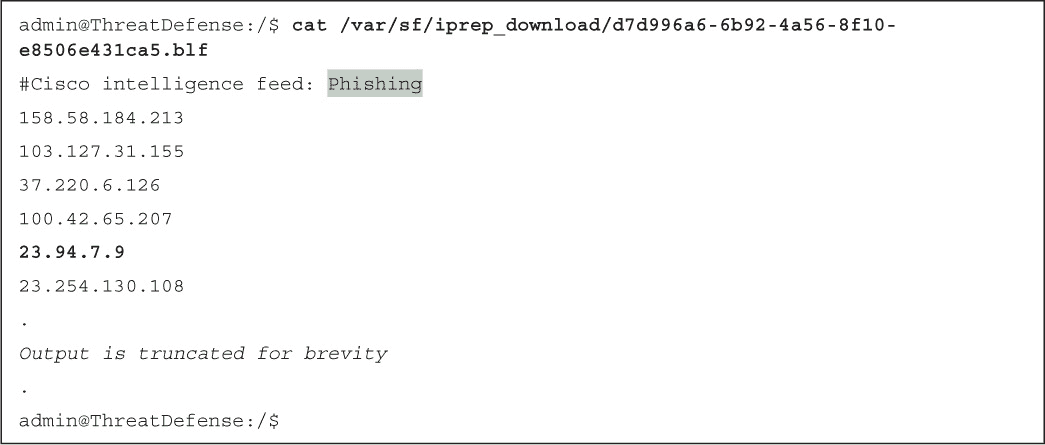 admin@ThreatDefense:/$ cat /var/sf/iprep_download/d7d996a6-6b92-4a56-8f10-
e8506e431ca5.blf
#Cisco intelligence feed: Phishing
158.58.184.213
103.127.31.155
37.220.6.126
100.42.65.207
23.94.7.9
23.254.130.108
.
Output is truncated for brevity
.
admin@ThreatDefense:/$